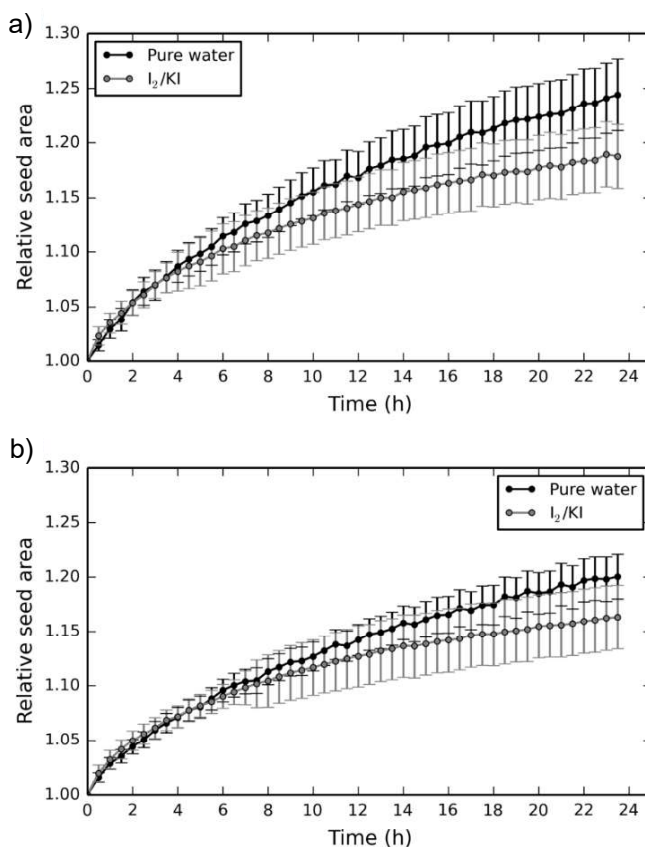 a)
1.30
1.25
1.20
1.15
1.10
1.05
1.00
Relative seed area
Pure water
I₂/KI
0 2 4 6 8 10 12 14 16 18 20 22 24
Time (h)
b)
1.30
1.25
1.20
1.15
1.10
1.05
1.00
Relative seed area
Pure water
I₂/KI
0 2 4 6 8 10 12 14 16 18 20 22 24
Time (h)